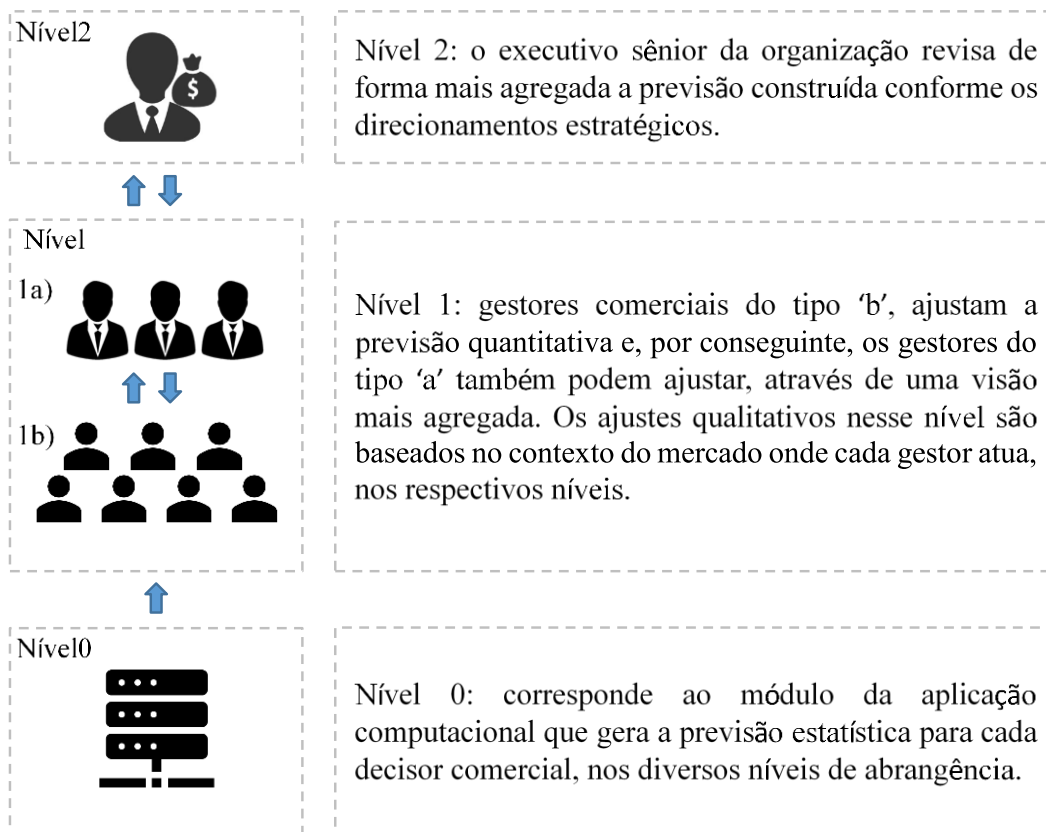 Nível2
$
Nível 2: o executivo sênior da organização revisa de
forma mais agregada a previsão construída conforme os
direcionamentos estratégicos.
Nível
1a)
1b)
Nível 1: gestores comerciais do tipo ‘b’, ajustam a
previsão quantitativa e, por conseguinte, os gestores do
tipo ‘a’ também podem ajustar, através de uma visão
mais agregada. Os ajustes qualitativos nesse nível são
baseados no contexto do mercado onde cada gestor atua,
nos respectivos níveis.
Nível0
Nível 0: corresponde ao módulo da aplicação
computacional que gera a previsão estatística para cada
decisor comercial, nos diversos níveis de abrangência.